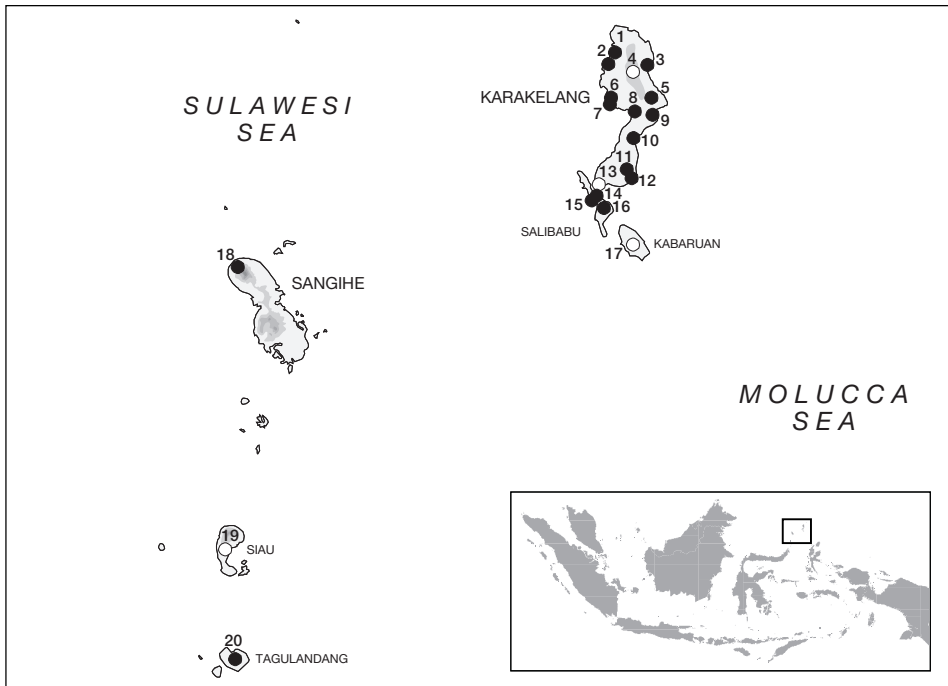 1
2
4
3
SULAWESI
SEA
KARAKELANG
6
5
7
8
9
10
11
13
12
14
15
16
SALIBABU
17
KABARUAN
18
SANGIHE
MOLUCCA
SEA
19
SIAU
20
TAGULANDANG